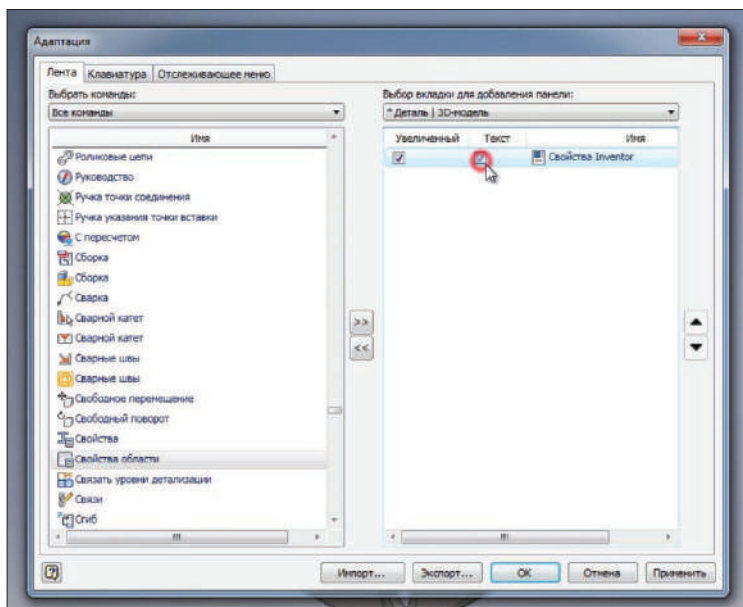 Адаптация
Лента Клавиатура Отслеживающее меню
Выбрать команды:
Все команды
Имя
Роликовые цепи
Руководство
Ручка точки соединения
Ручка указания точки вставки
С пересчетом
Сборка
Сборка
Сварка
Сварной катет
Сварной катет
Сварные швы
Сварные швы
Свободное перемещение
Свободный поворот
Свойства
Свойства области
Связать уровни детализации
Связи
Сгиб
>>
<<
Выбор вкладки для добавления панели:
* Деталь | 3D-модель
Увеличенный Текст Имя
Свойства Inventor
Импорт... Экспорт... OK Отмена Применить